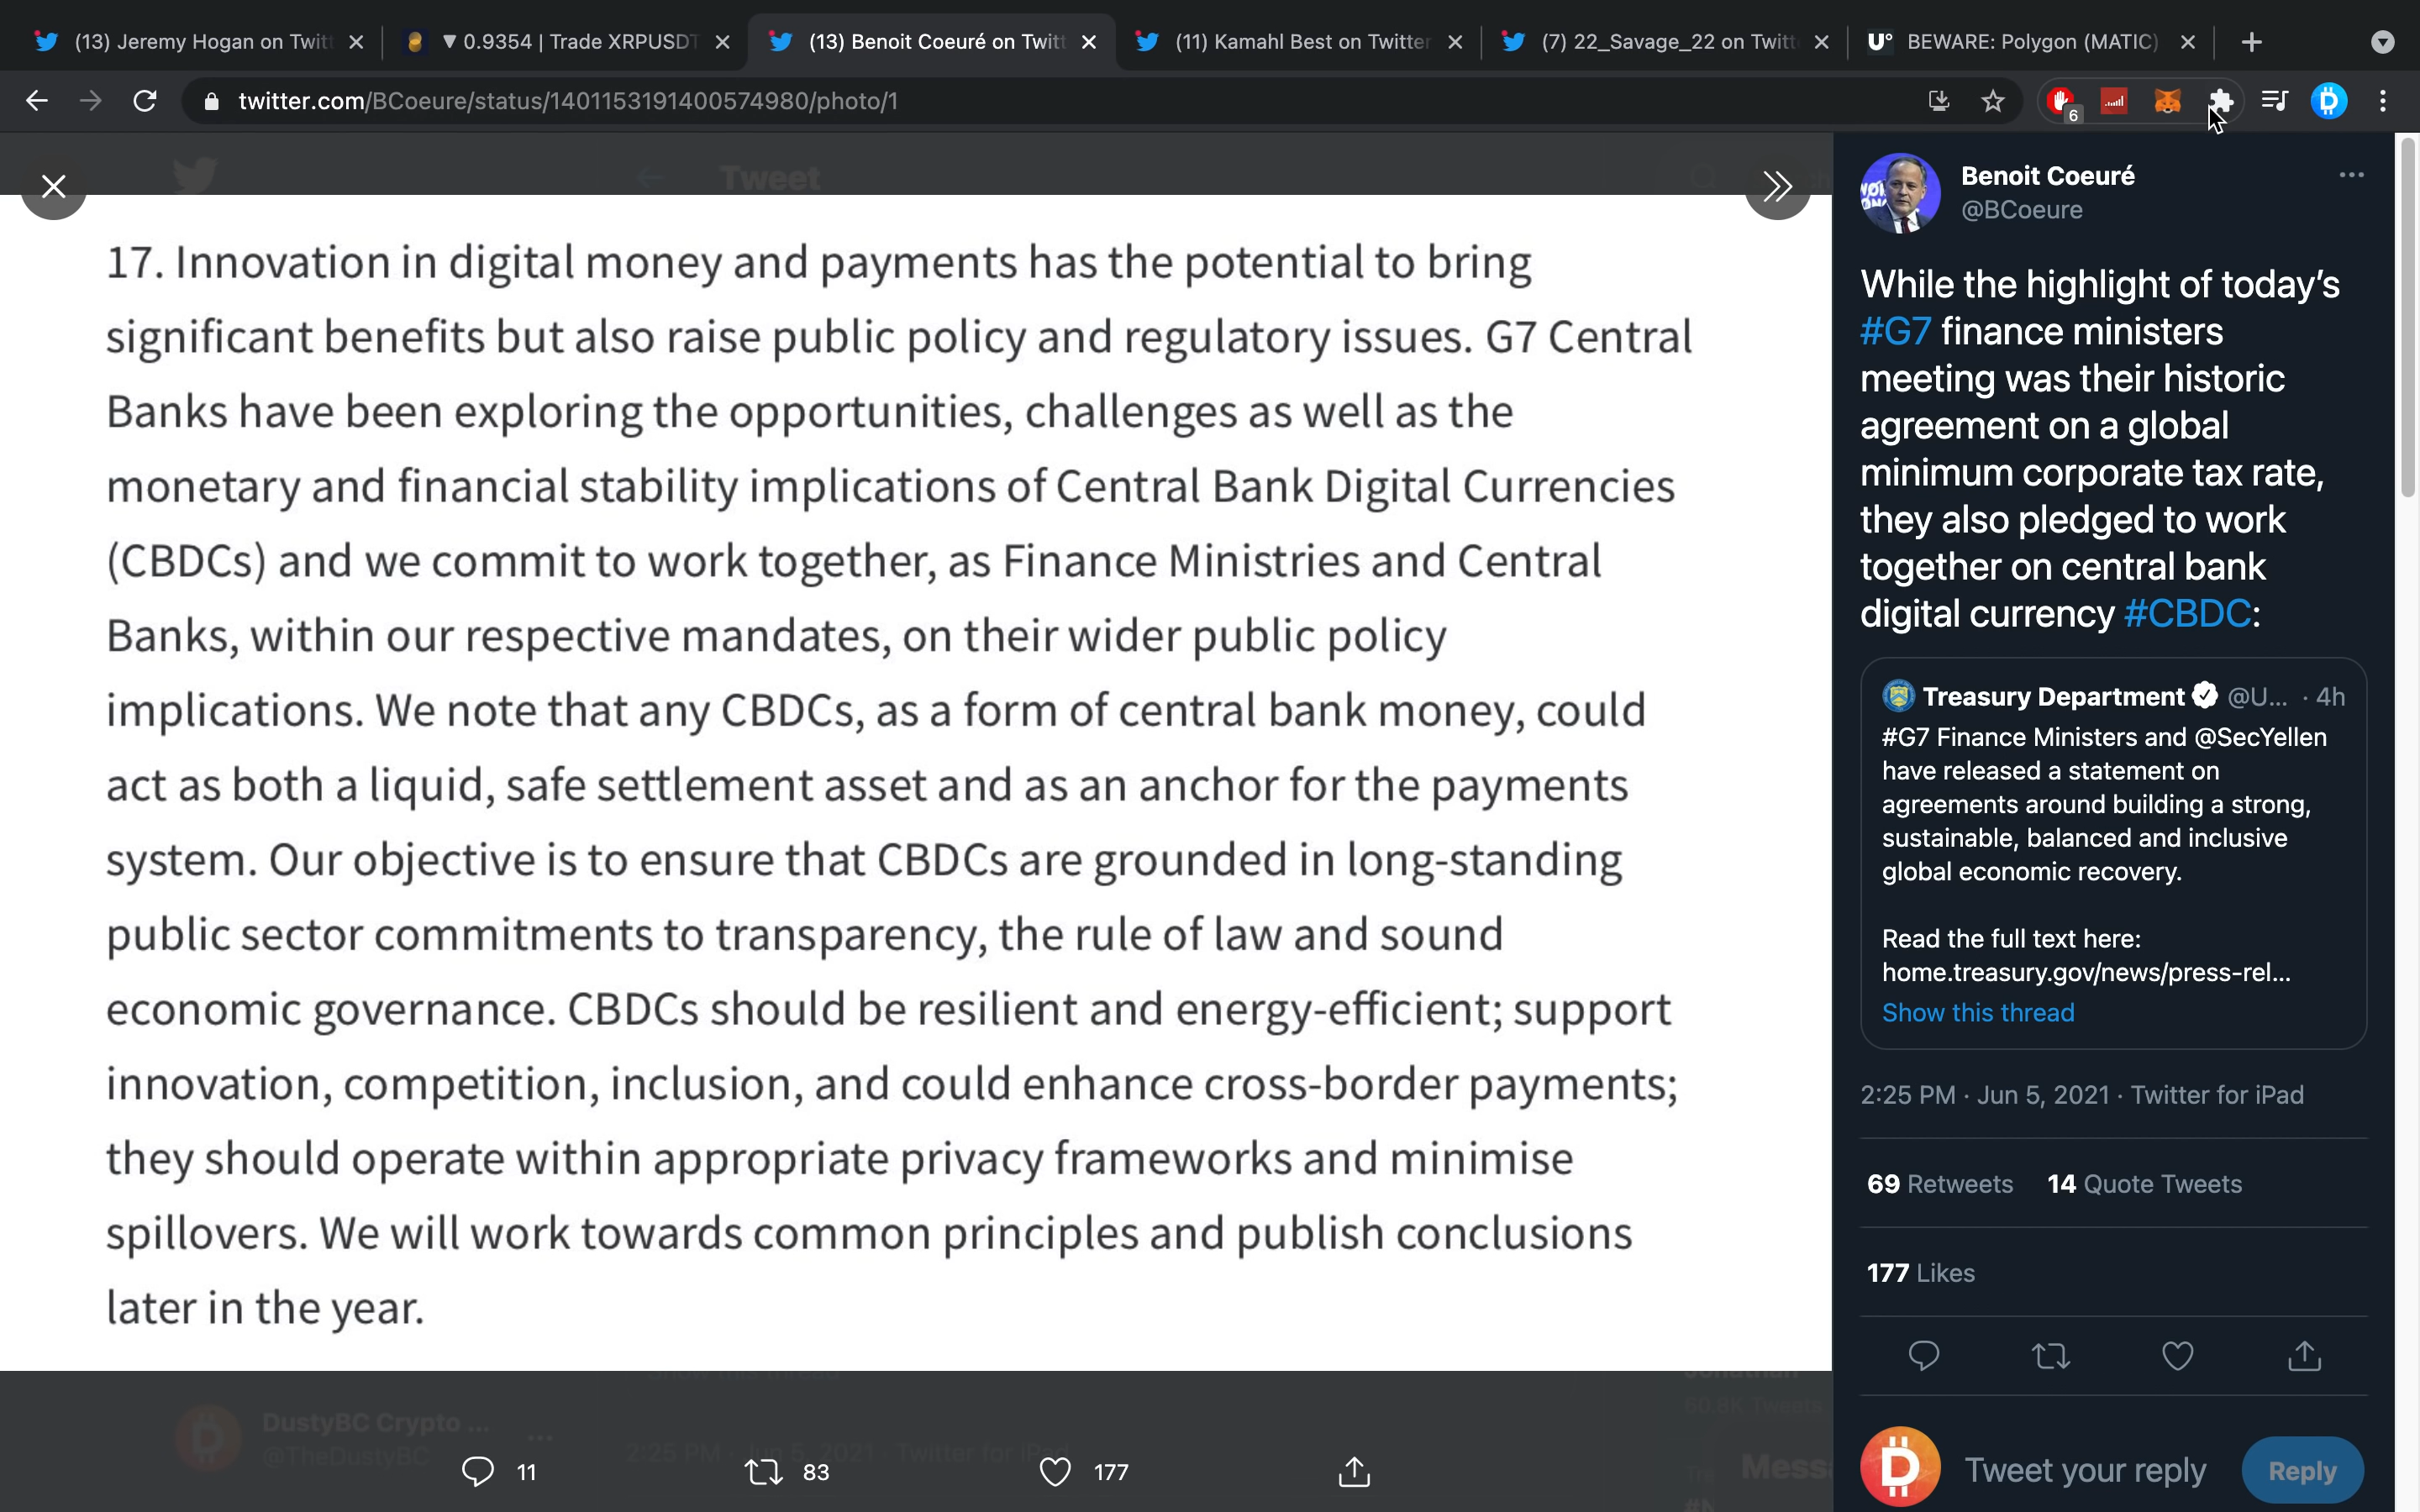 (13) Jeremy Hogan on Twitt
▼ 0.9354 | Trade XRPUSDT
(13) Benoit Coeuré on Twitt
(11) Kamahl Best on Twitter
(7) 22_Savage_22 on Twitt
U° BEWARE: Polygon (MATIC)
twitter.com/BCoeure/status/1401153191400574980/photo/1
6
Tweet
17. Innovation in digital money and payments has the potential to bring
significant benefits but also raise public policy and regulatory issues. G7 Central
Banks have been exploring the opportunities, challenges as well as the
monetary and financial stability implications of Central Bank Digital Currencies
(CBDCs) and we commit to work together, as Finance Ministries and Central
Banks, within our respective mandates, on their wider public policy
implications. We note that any CBDCs, as a form of central bank money, could
act as both a liquid, safe settlement asset and as an anchor for the payments
system. Our objective is to ensure that CBDCs are grounded in long-standing
public sector commitments to transparency, the rule of law and sound
economic governance. CBDCs should be resilient and energy-efficient; support
innovation, competition, inclusion, and could enhance cross-border payments;
they should operate within appropriate privacy frameworks and minimise
spillovers. We will work towards common principles and publish conclusions
later in the year.
DustyBC Crypto ...
@TheDustyBC
2:25 PM · Jun 5, 2021 · Twitter for iPad
11
83
177
Benoit Coeuré
@BCoeure
While the highlight of today's
#G7 finance ministers
meeting was their historic
agreement on a global
minimum corporate tax rate,
they also pledged to work
together on central bank
digital currency #CBDC:
Treasury Department @U... · 4h
#G7 Finance Ministers and @SecYellen
have released a statement on
agreements around building a strong,
sustainable, balanced and inclusive
global economic recovery.
Read the full text here:
home.treasury.gov/news/press-rel...
Show this thread
2:25 PM · Jun 5, 2021 · Twitter for iPad
69 Retweets 14 Quote Tweets
177 Likes
Tweet your reply
Reply